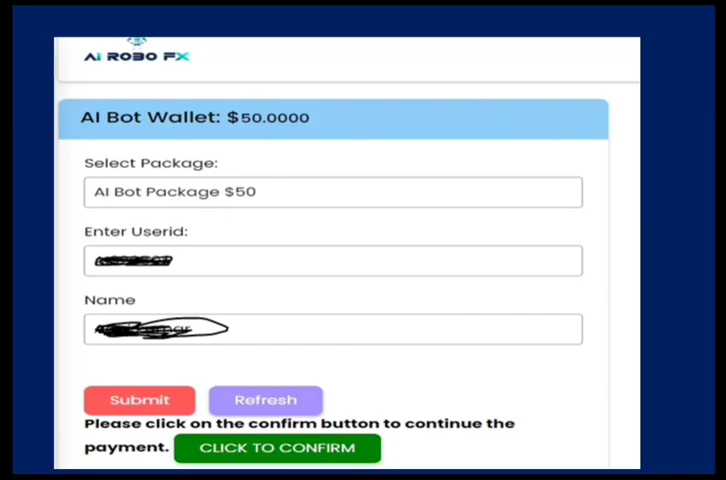 AI ROBO FX
AI Bot Wallet: $50.0000
Select Package:
AI Bot Package $50
Enter Userid:
Name
Submit Refresh
Please click on the confirm button to continue the
payment. CLICK TO CONFIRM